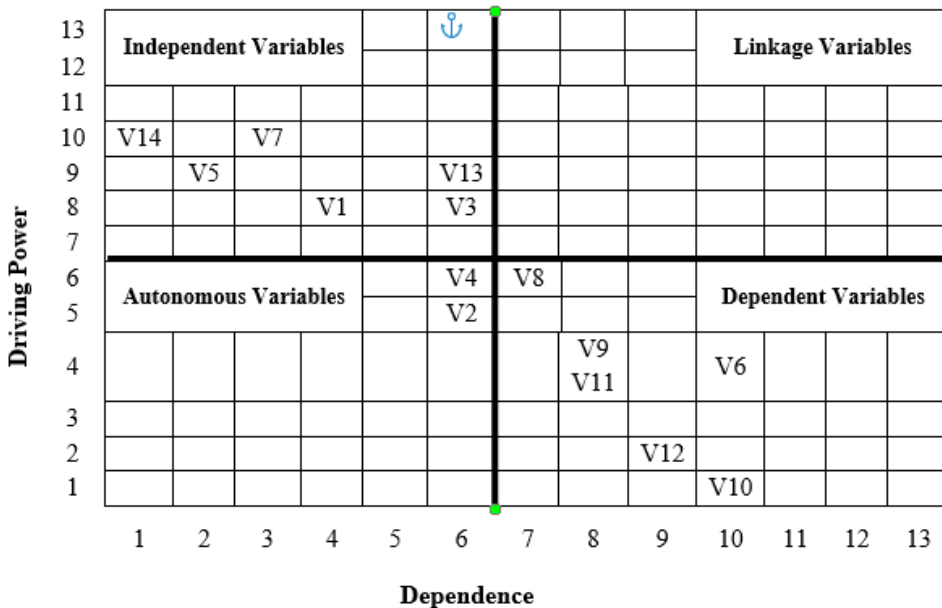 13
Independent Variables
Linkage Variables
12
11
10 V14 V7
9 V5 V13
8 V1 V3
7
Driving Power
6 V4 V8
Autonomous Variables
Dependent Variables
5 V2
V9
4 V6
V11
3
2 V12
1 V10
1 2 3 4 5 6 7 8 9 10 11 12 13
Dependence